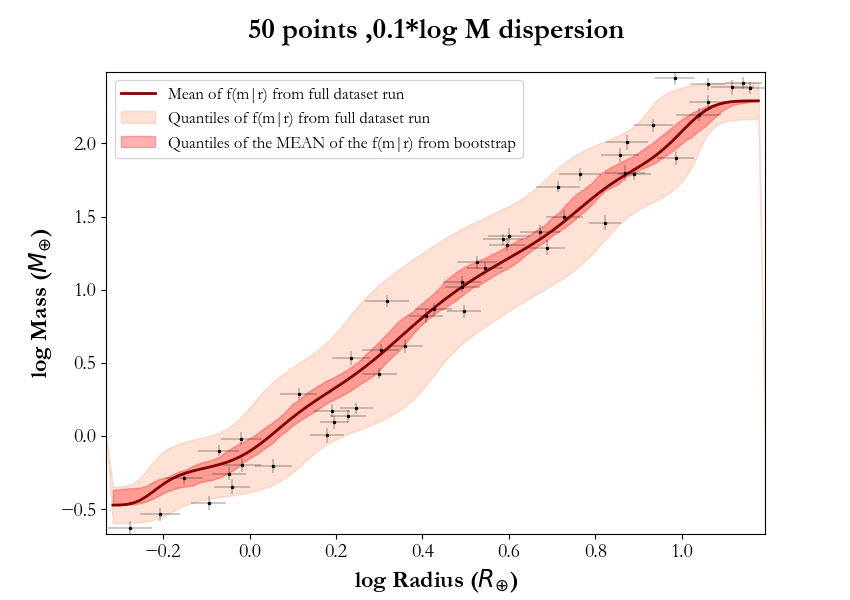 50 points ,0.1*log M dispersion
Mean of f(m|r) from full dataset run
Quantiles of f(m|r) from full dataset run
Quantiles of the MEAN of the f(m|r) from bootstrap
log Mass (M⊕)
2.0
1.5
1.0
0.5
0.0
−0.5
−0.2 0.0 0.2 0.4 0.6 0.8 1.0
log Radius (R⊕)